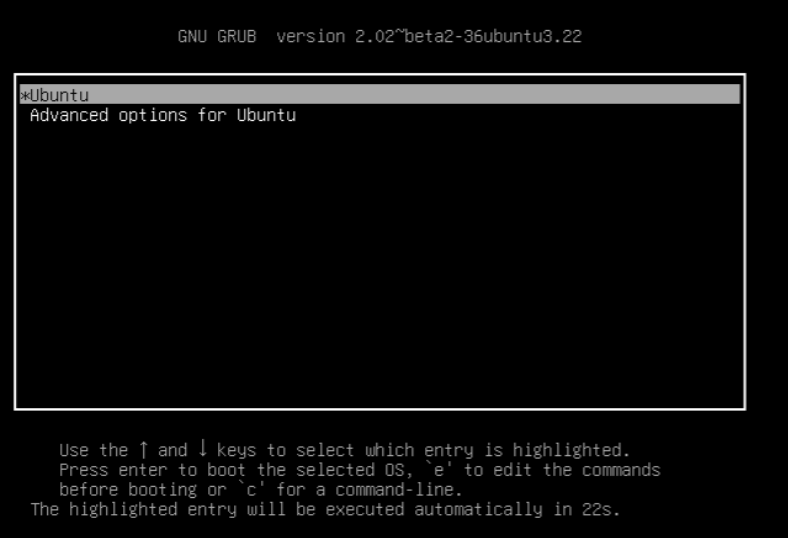 GNU GRUB  version 2.02~beta2-36ubuntu3.22
*Ubuntu
Advanced options for Ubuntu
Use the ↑ and ↓ keys to select which entry is highlighted.
Press enter to boot the selected OS, `e' to edit the commands
before booting or `c' for a command-line.
The highlighted entry will be executed automatically in 22s.